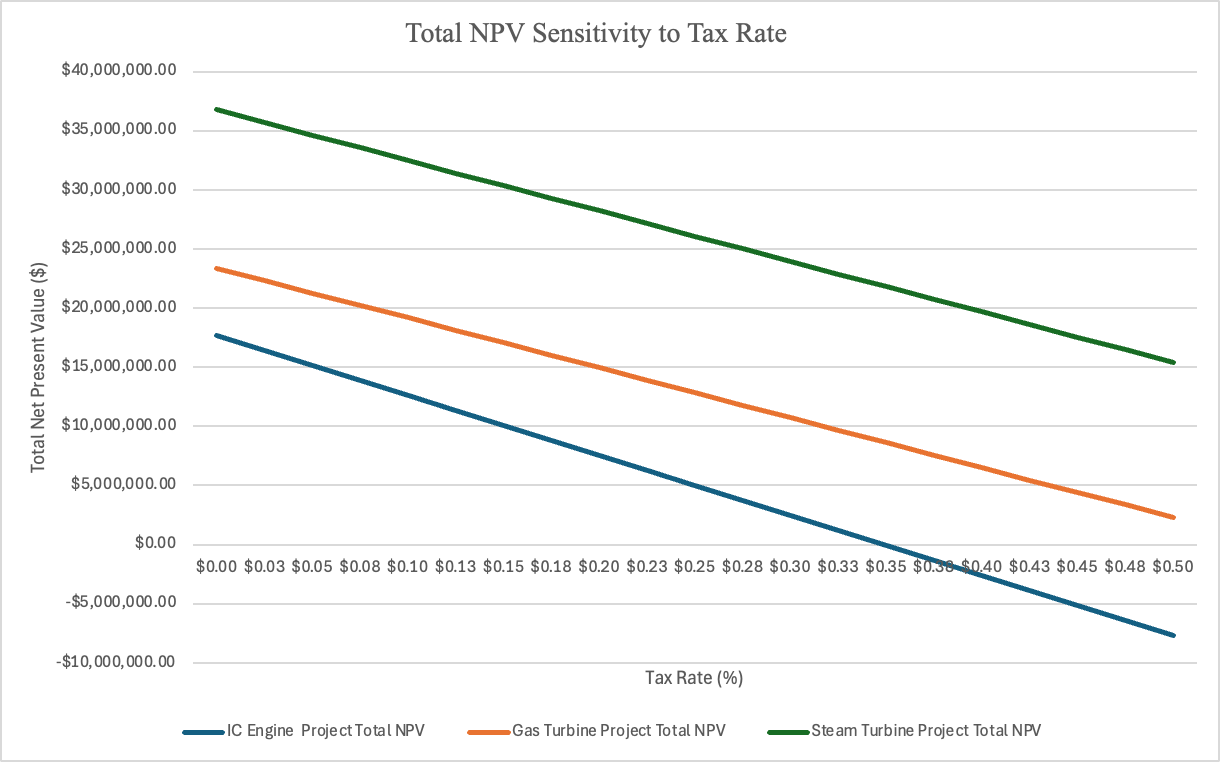 Total NPV Sensitivity to Tax Rate
$40,000,000.00
$35,000,000.00
$30,000,000.00
$25,000,000.00
$20,000,000.00
$15,000,000.00
$10,000,000.00
$5,000,000.00
$0.00
-$5,000,000.00
-$10,000,000.00
Total Net Present Value ($)
$0.00 $0.03 $0.05 $0.08 $0.10 $0.13 $0.15 $0.18 $0.20 $0.23 $0.25 $0.28 $0.30 $0.33 $0.35 $0.38 $0.40 $0.43 $0.45 $0.48 $0.50
Tax Rate (%)
IC Engine Project Total NPV Gas Turbine Project Total NPV Steam Turbine Project Total NPV